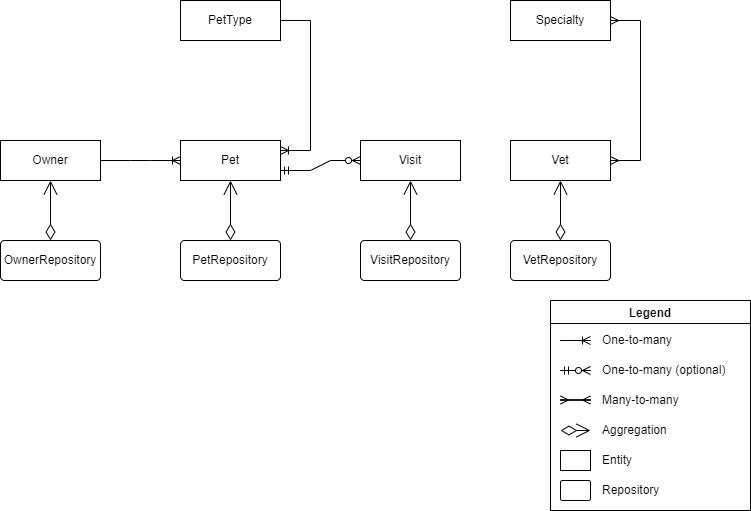 PetType
Specialty
Owner
Pet
Visit
Vet
OwnerRepository
PetRepository
VisitRepository
VetRepository
Legend
One-to-many
One-to-many (optional)
Many-to-many
Aggregation
Entity
Repository